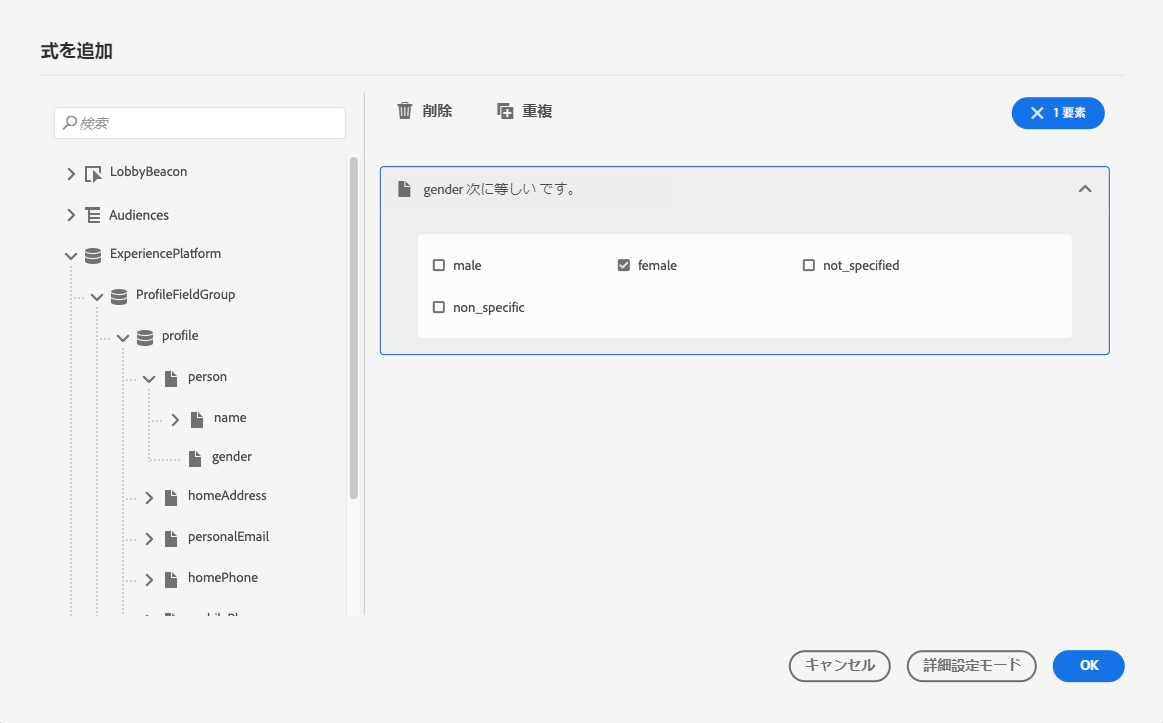 式を追加
検索
LobbyBeacon
Audiences
ExperiencePlatform
ProfileFieldGroup
profile
person
name
gender
homeAddress
personalEmail
homePhone
削除
重複
1 要素
gender 次に等しい です。
male
female
not_specified
non_specific
キャンセル
詳細設定モード
OK